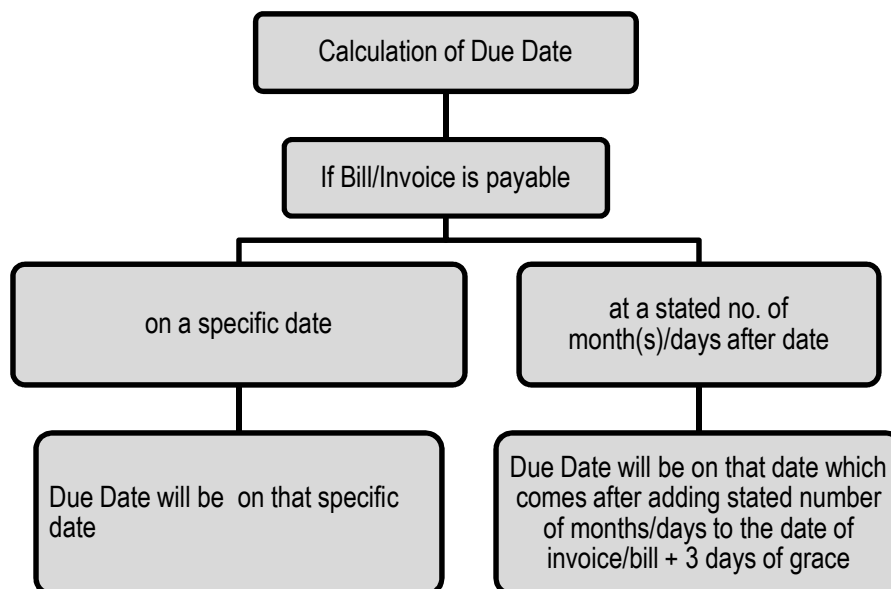 Calculation of Due Date
If Bill/Invoice is payable
on a specific date
at a stated no. of
month(s)/days after date
Due Date will be on that specific
date
Due Date will be on that date which
comes after adding stated number
of months/days to the date of
invoice/bill + 3 days of grace